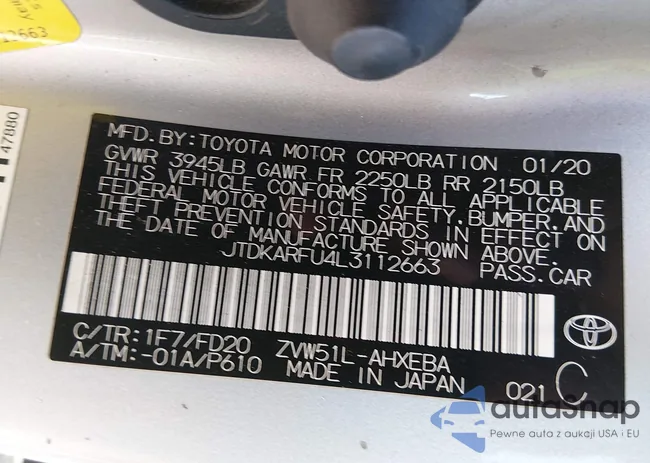 12663
47880
MFD. BY: TOYOTA MOTOR CORPORATION 01/20
GVWR 3945LB GAWR FR 2250LB RR 2150LB
THIS VEHICLE CONFORMS TO ALL APPLICABLE
FEDERAL MOTOR VEHICLE SAFETY, BUMPER, AND
THEFT PREVENTION STANDARDS IN EFFECT ON
THE DATE OF MANUFACTURE SHOWN ABOVE.
JTDKARFU4L3112663 PASS. CAR
C/TR: 1F7/FD20 ZVW51L-AHXEBA
A/TM: -01A/P610 MADE IN JAPAN 021 C
TOYOTA
autaSnap
Pewne auta z aukcji USA i EU